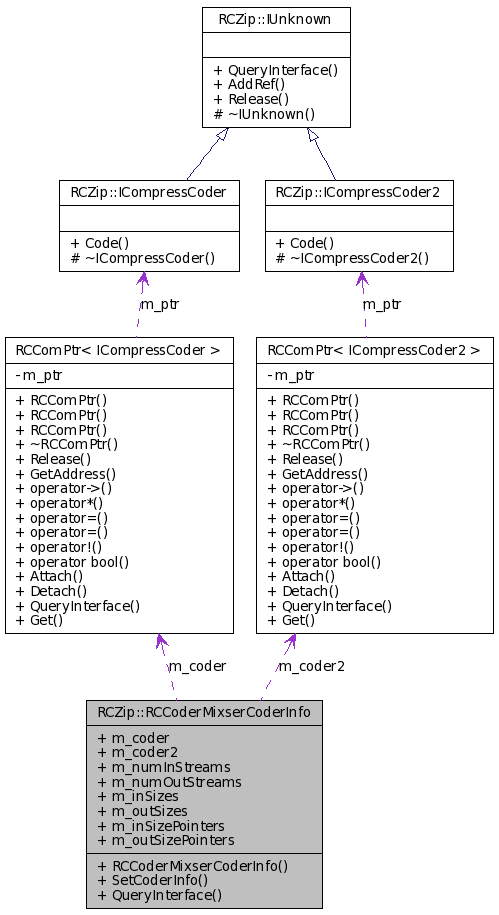 RCZip::IUnknown
+ QueryInterface()
+ AddRef()
+ Release()
# ~IUnknown()
RCZip::ICompressCoder
+ Code()
# ~ICompressCoder()
RCZip::ICompressCoder2
+ Code()
# ~ICompressCoder2()
m_ptr
m_ptr
RCComPtr< ICompressCoder >
- m_ptr
+ RCComPtr()
+ RCComPtr()
+ RCComPtr()
+ ~RCComPtr()
+ Release()
+ GetAddress()
+ operator->()
+ operator*()
+ operator=()
+ operator=()
+ operator!()
+ operator bool()
+ Attach()
+ Detach()
+ QueryInterface()
+ Get()
RCComPtr< ICompressCoder2 >
- m_ptr
+ RCComPtr()
+ RCComPtr()
+ RCComPtr()
+ ~RCComPtr()
+ Release()
+ GetAddress()
+ operator->()
+ operator*()
+ operator=()
+ operator=()
+ operator!()
+ operator bool()
+ Attach()
+ Detach()
+ QueryInterface()
+ Get()
m_coder
m_coder2
RCZip::RCCoderMixserCoderInfo
+ m_coder
+ m_coder2
+ m_numInStreams
+ m_numOutStreams
+ m_inSizes
+ m_outSizes
+ m_inSizePointers
+ m_outSizePointers
+ RCCoderMixserCoderInfo()
+ SetCoderInfo()
+ QueryInterface()